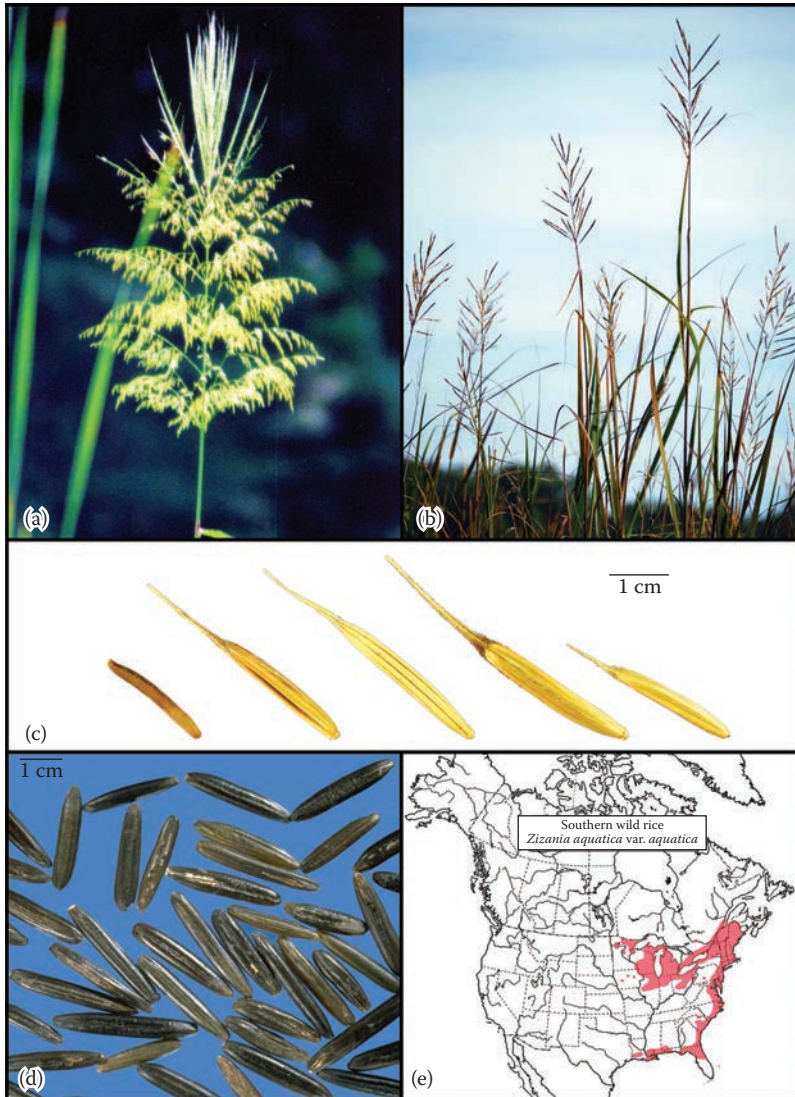 (a)
(b)
1 cm
(c)
1 cm
Southern wild rice
Zizania aquatica var. aquatica
(d)
(e)